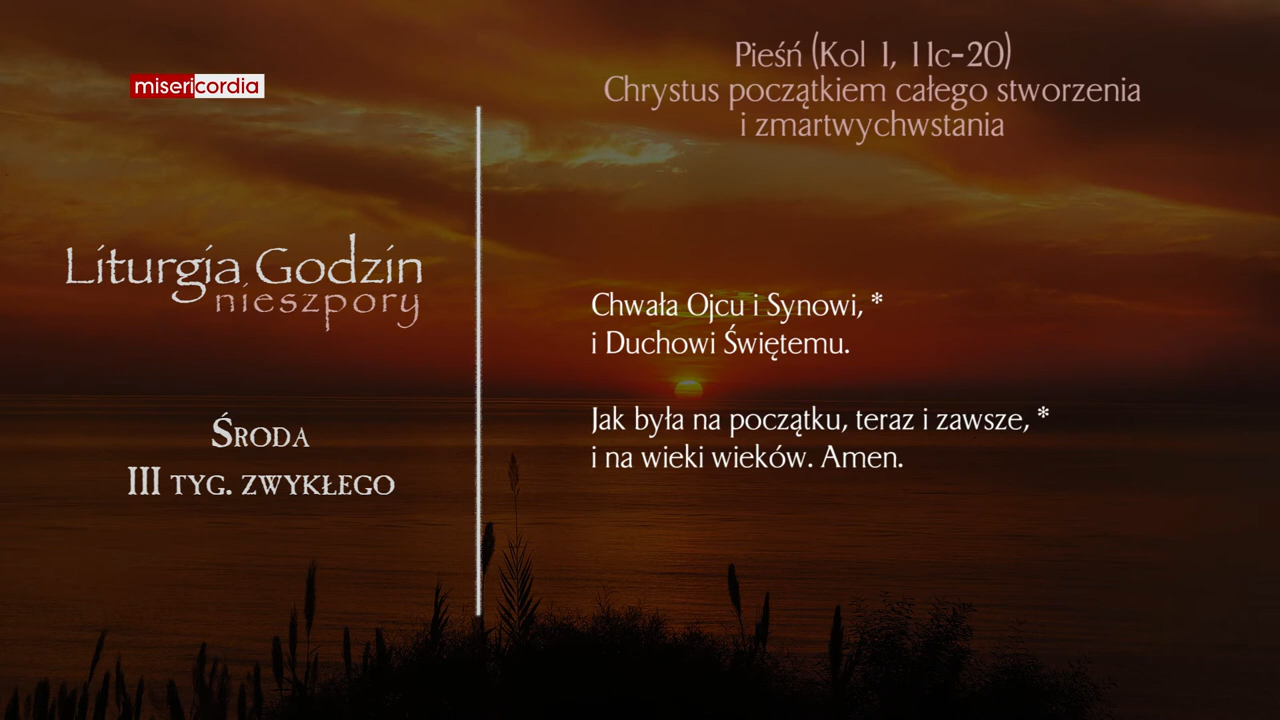 misericordia
Liturgia Godzin
nieszpory
Środa
III tyg. zwykłego
Pieśń (Kol 1, 11c-20)
Chrystus początkiem całego stworzenia
i zmartwychwstania
Chwała Ojcu i Synowi, *
i Duchowi Świętemu.
Jak była na początku, teraz i zawsze, *
i na wieki wieków. Amen.